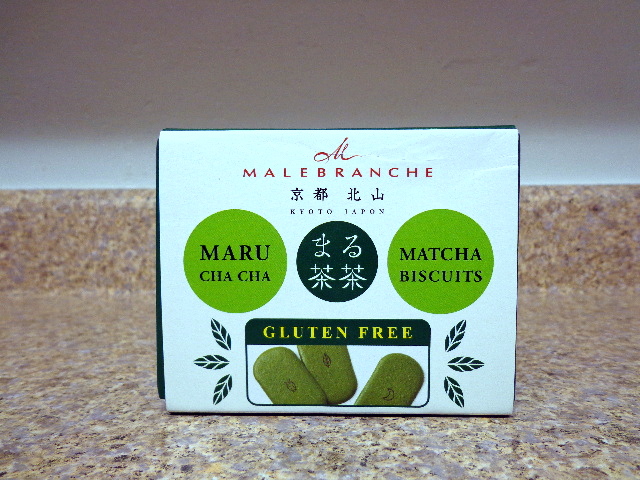 M
MALEBRANCHE
京都 北山
KYOTO JAPON
MARU
CHA CHA
まる
茶茶
MATCHA
BISCUITS
GLUTEN FREE